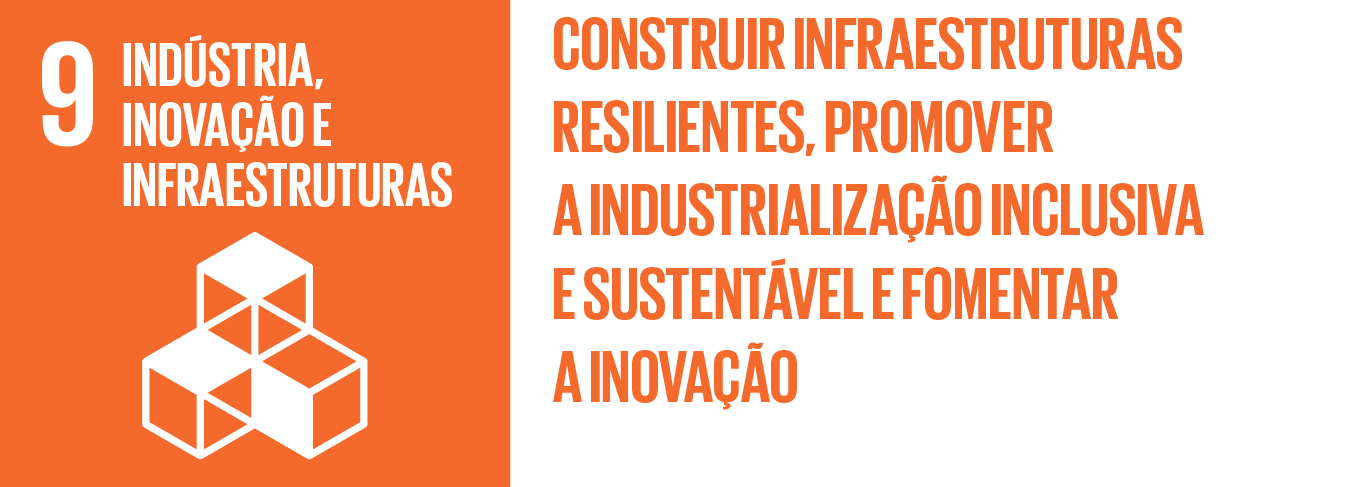 9
INDÚSTRIA,
INOVAÇÃO E
INFRAESTRUTURAS
CONSTRUIR INFRAESTRUTURAS
RESILIENTES, PROMOVER
A INDUSTRIALIZAÇÃO INCLUSIVA
E SUSTENTÁVEL E FOMENTAR
A INOVAÇÃO